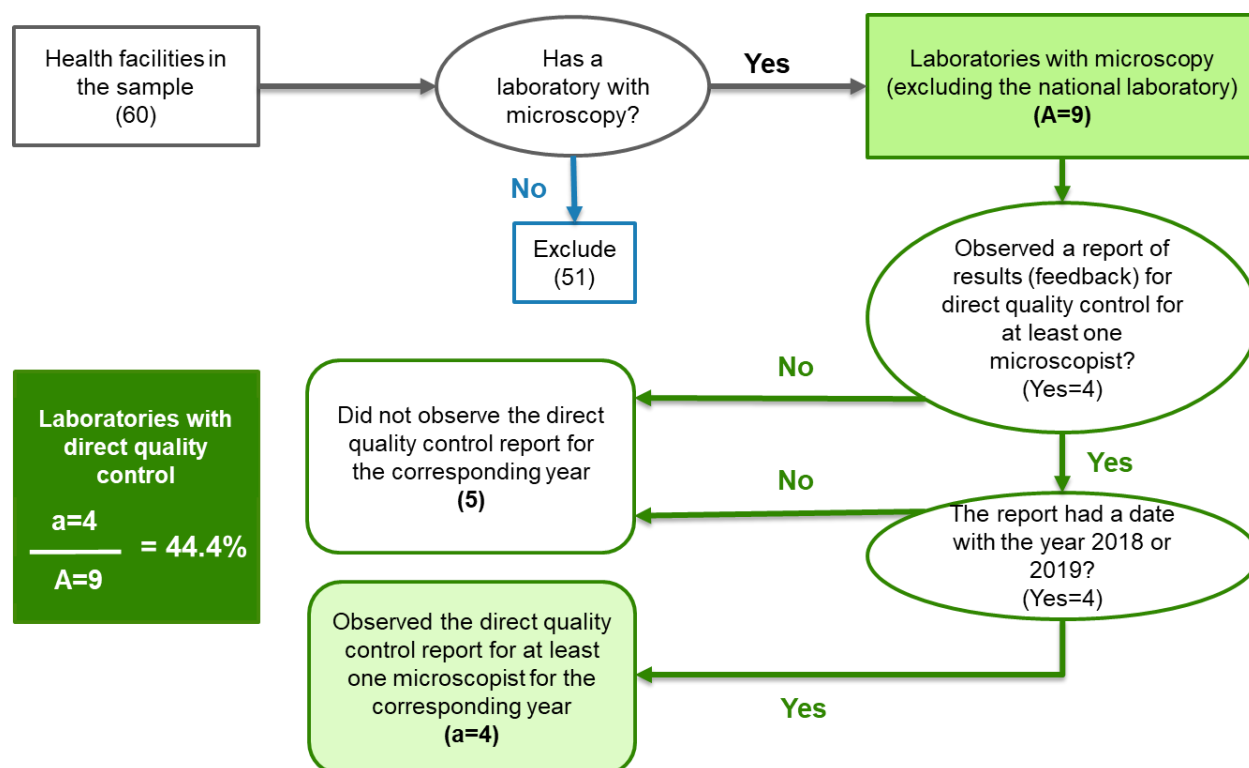 Health facilities in
the sample
(60)
Has a
laboratory with
microscopy?
Yes
Laboratories with microscopy
(excluding the national laboratory)
(A=9)
No
Exclude
(51)
Observed a report of
results (feedback) for
direct quality control for
at least one
microscopist?
(Yes=4)
No
Yes
Did not observe the direct
quality control report for
the corresponding year
(5)
No
The report had a date
with the year 2018 or
2019?
(Yes=4)
Yes
Observed the direct quality
control report for at least
one microscopist for the
corresponding year
(a=4)
Laboratories with
direct quality
control
a=4
= 44.4%
A=9